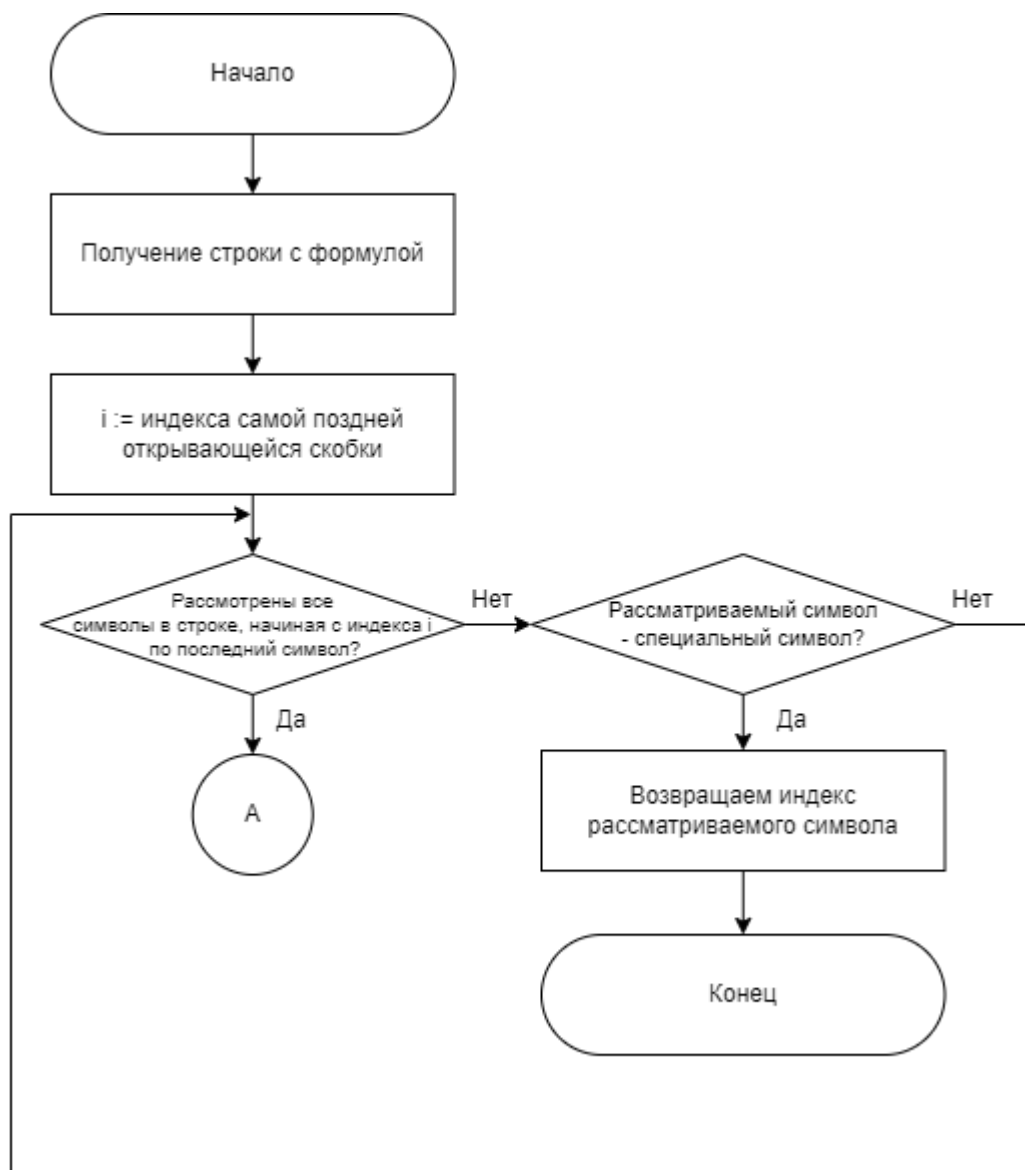 Начало
Получение строки с формулой
i := индекса самой поздней
открывающейся скобки
Рассмотрены все
символы в строке, начиная с индекса i
по последний символ?
Нет
Рассматриваемый символ
- специальный символ?
Нет
Да
Да
А
Возвращаем индекс
рассматриваемого символа
Конец